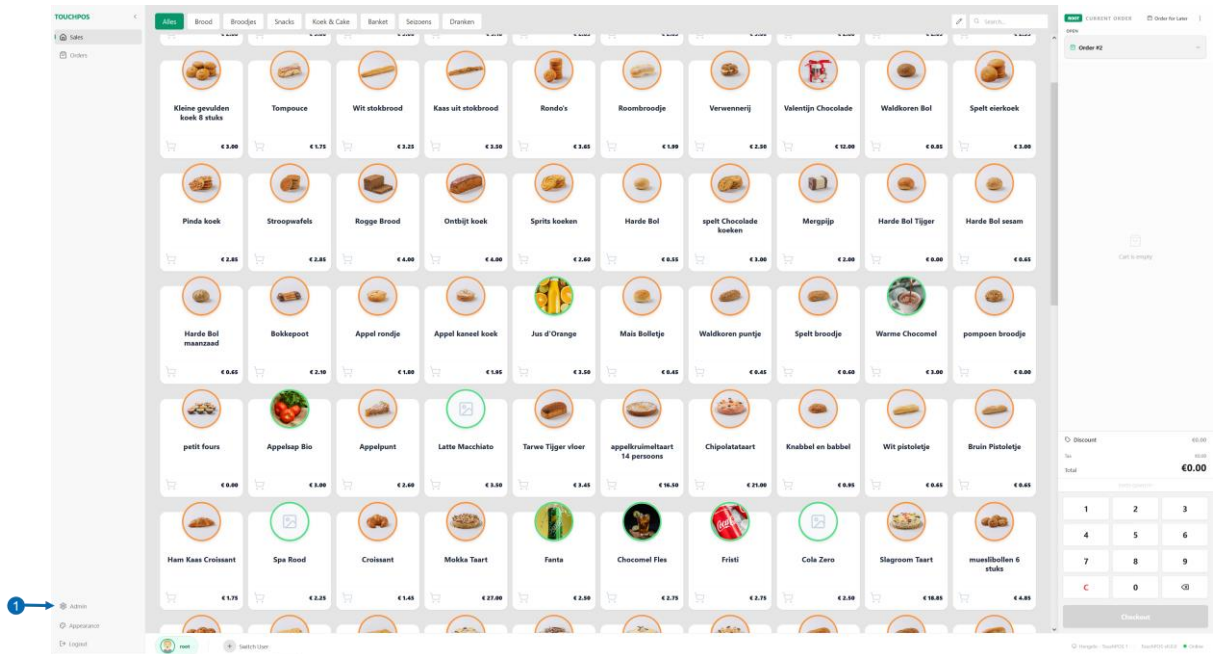 TOUCHPOS
Sales
Orders
Alles Brood Broodjes Snacks Koek & Cake Banket Seizoens Dranken
Search...
ROOT CURRENT ORDER Order for Later
OPEN
Order #2
Kleine gevulden koek 8 stuks
Tompouce
Wit stokbrood
Kaas uit stokbrood
Rondo's
Roombroodje
Verwennerij
Valentijn Chocolade
Waldkoren Bol
Spelt eierkoek
€ 3.00 € 1.75 € 3.25 € 3.50 € 3.65 € 1.00 € 2.50 € 12.00 € 0.85 € 3.00
Pinda koek
Stroopwafels
Rogge Brood
Ontbijt koek
Sprits koeken
Harde Bol
spelt Chocolade koeken
Mergpijp
Harde Bol Tijger
Harde Bol sesam
€ 2.85 € 2.85 € 4.00 € 4.00 € 2.60 € 0.55 € 3.00 € 2.00 € 0.00 € 0.65
Cart is empty
Harde Bol maanzaad
Bokkepoot
Appel rondje
Appel kaneel koek
Jus d'Orange
Mais Bolletje
Waldkoren puntje
Spelt broodje
Warme Chocomel
pompoen broodje
€ 0.65 € 2.10 € 1.80 € 1.95 € 3.50 € 0.45 € 0.45 € 0.60 € 3.00 € 0.00
petit fours
Appelsap Bio
Appelpunt
Latte Macchiato
Tarwe Tijger vloer
appelkruimeltaart 14 persoons
Chipolatataart
Knabbel en babbel
Wit pistoletje
Bruin Pistoletje
€ 0.00 € 3.00 € 2.60 € 3.50 € 3.45 € 16.50 € 21.00 € 0.95 € 0.65 € 0.65
Discount €0.00
Tax €0.00
Total €0.00
Ham Kaas Croissant
Spa Rood
Croissant
Mokka Taart
Fanta
Chocomel Fles
Fristi
Cola Zero
Slagroom Taart
mueslibollen 6 stuks
€ 1.75 € 2.25 € 1.45 € 27.00 € 2.50 € 2.75 € 2.75 € 2.50 € 18.85 € 4.85
1 2 3
4 5 6
7 8 9
C 0
Checkout
1
Admin
Appearance
Logout
root
+ Switch User
Online